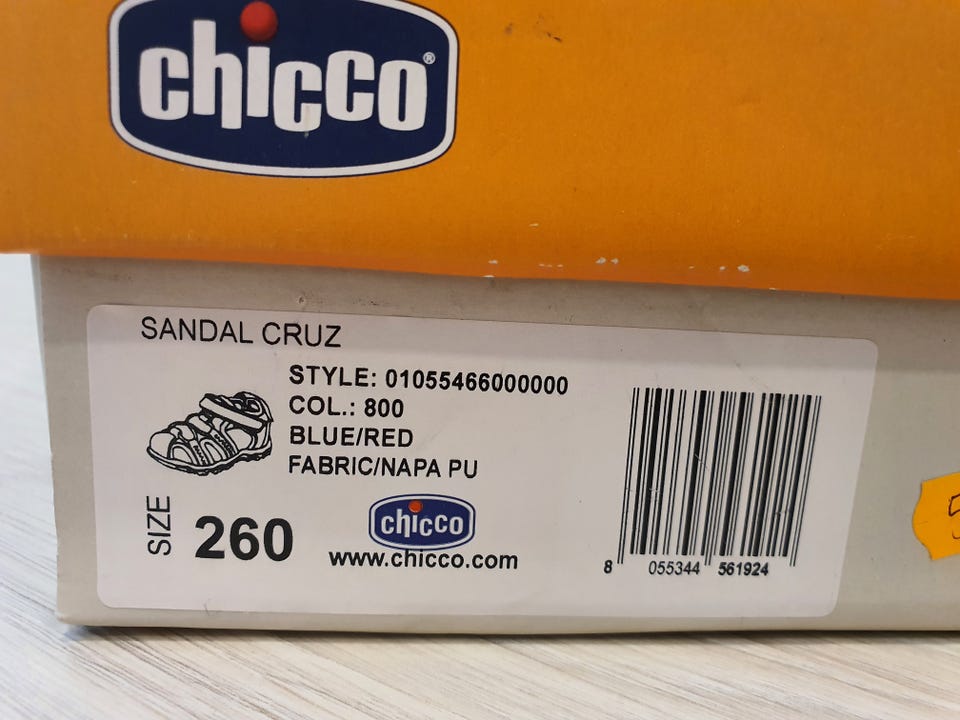 chicco®
SANDAL CRUZ
STYLE: 01055466000000
COL.: 800
BLUE/RED
FABRIC/NAPA PU
SIZE 260
chicco
www.chicco.com
8 055344 561924